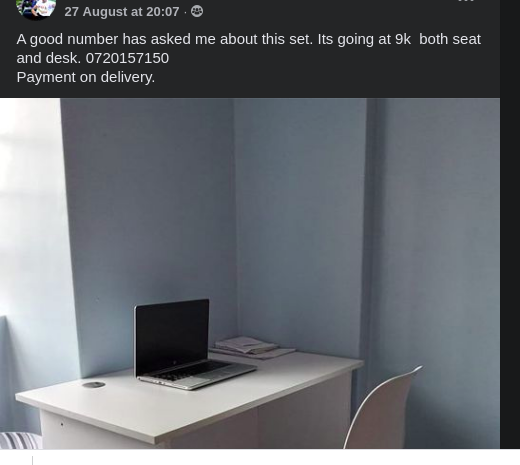 27 August at 20:07 ·
A good number has asked me about this set. Its going at 9k  both seat
and desk. 0720157150
Payment on delivery.